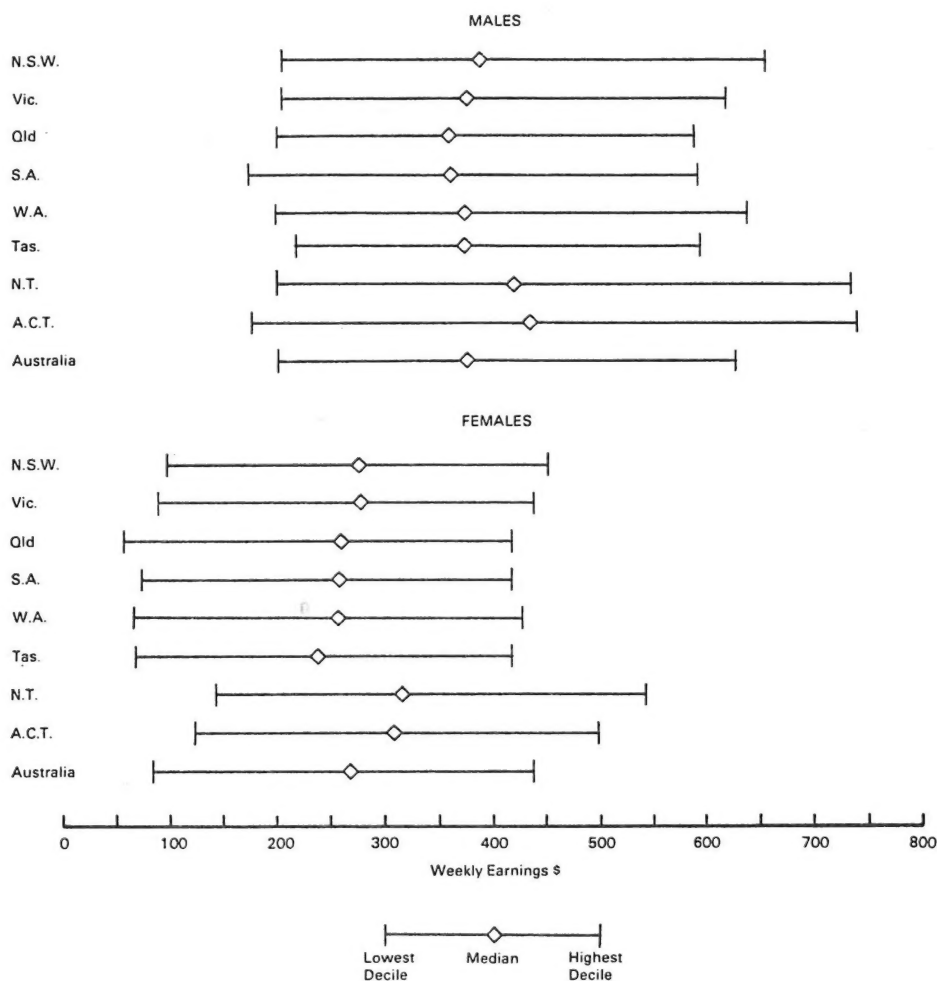 MALES
N.S.W.
Vic.
Qld
S.A.
W.A.
Tas.
N.T.
A.C.T.
Australia
FEMALES
N.S.W.
Vic.
Qld
S.A.
W.A.
Tas.
N.T.
A.C.T.
Australia
0 100 200 300 400 500 600 700 800
Weekly Earnings $
Lowest Median Highest
Decile Decile